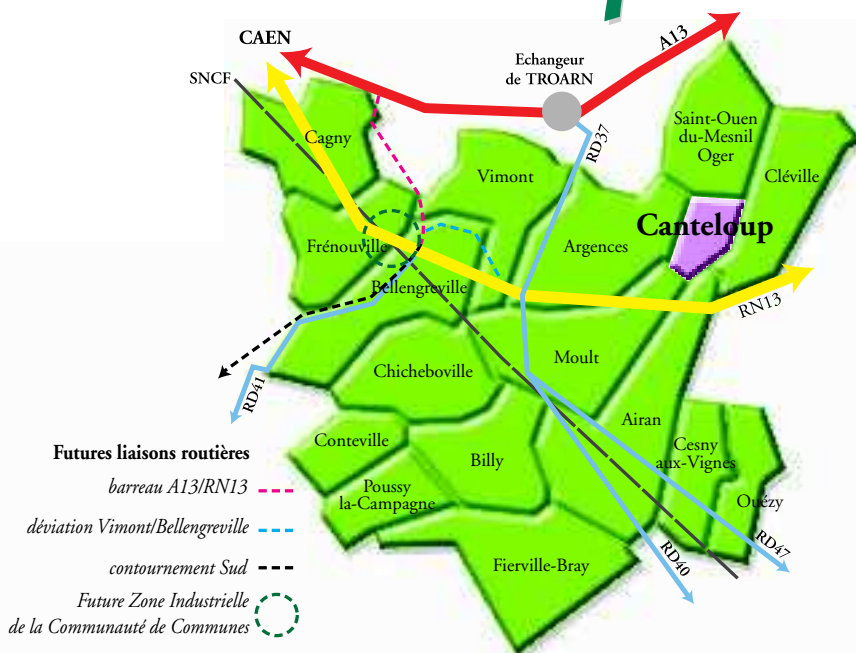 CAEN
A13
Echangeur
de TROARN
SNCF
Saint-Ouen
du-Mesnil
Oger
Cagny
RD37
Vimont
Cléville
Canteloup
Frénouville
Argences
Bellengreville
RN13
Moult
Chicheboville
RD41
Airan
Conteville
Cesny
aux-Vignes
Billy
Poussy
la-Campagne
Ouézy
RD47
RD40
Fierville-Bray
Futures liaisons routières
barreau A13/RN13
déviation Vimont/Bellengreville
contournement Sud
Future Zone Industrielle
de la Communauté de Communes